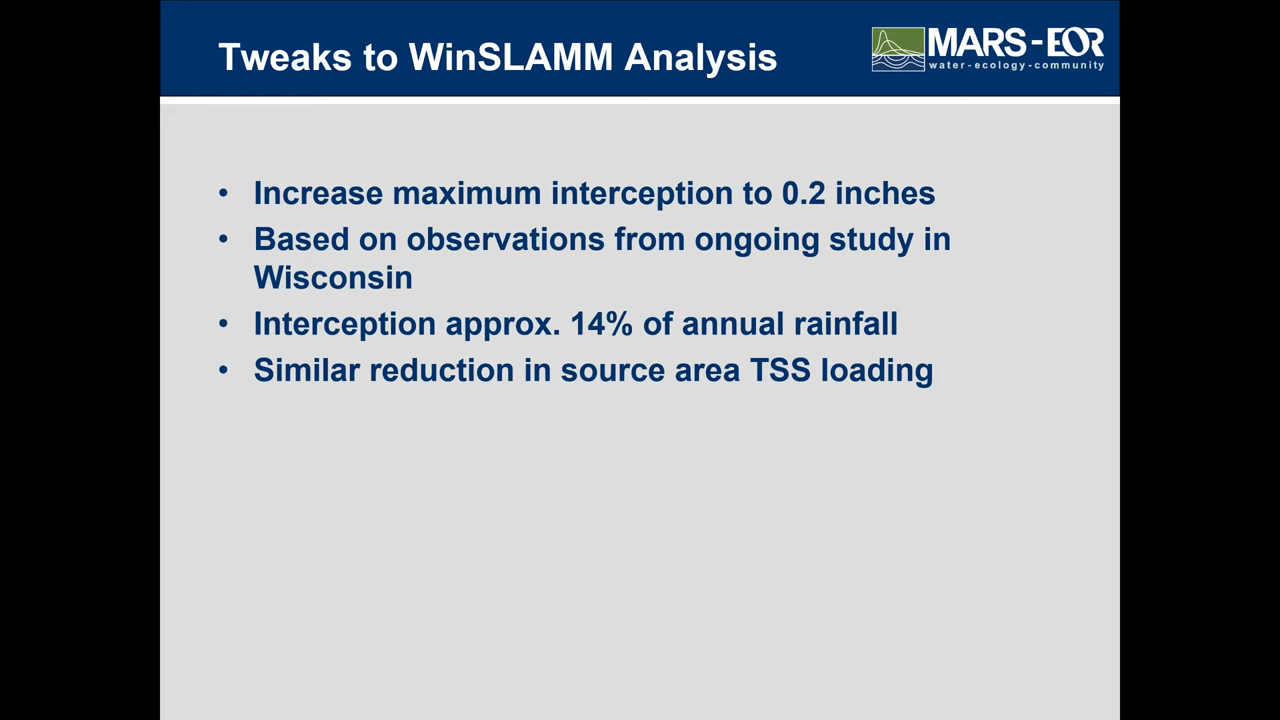 Tweaks to WinSLAMM Analysis
MARS-EOR
water-ecology-community
• Increase maximum interception to 0.2 inches
• Based on observations from ongoing study in
Wisconsin
• Interception approx. 14% of annual rainfall
• Similar reduction in source area TSS loading